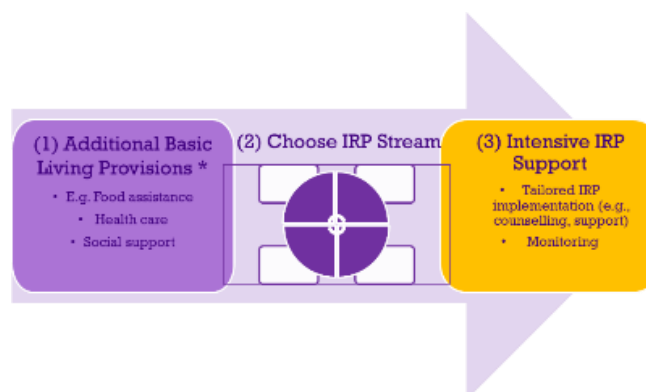 (1) Additional Basic
Living Provisions *
• E.g. Food assistance
• Health care
• Social support
(2) Choose IRP Stream
(3) Intensive IRP
Support
• Tailored IRP
implementation (e.g.,
counselling, support)
• Monitoring